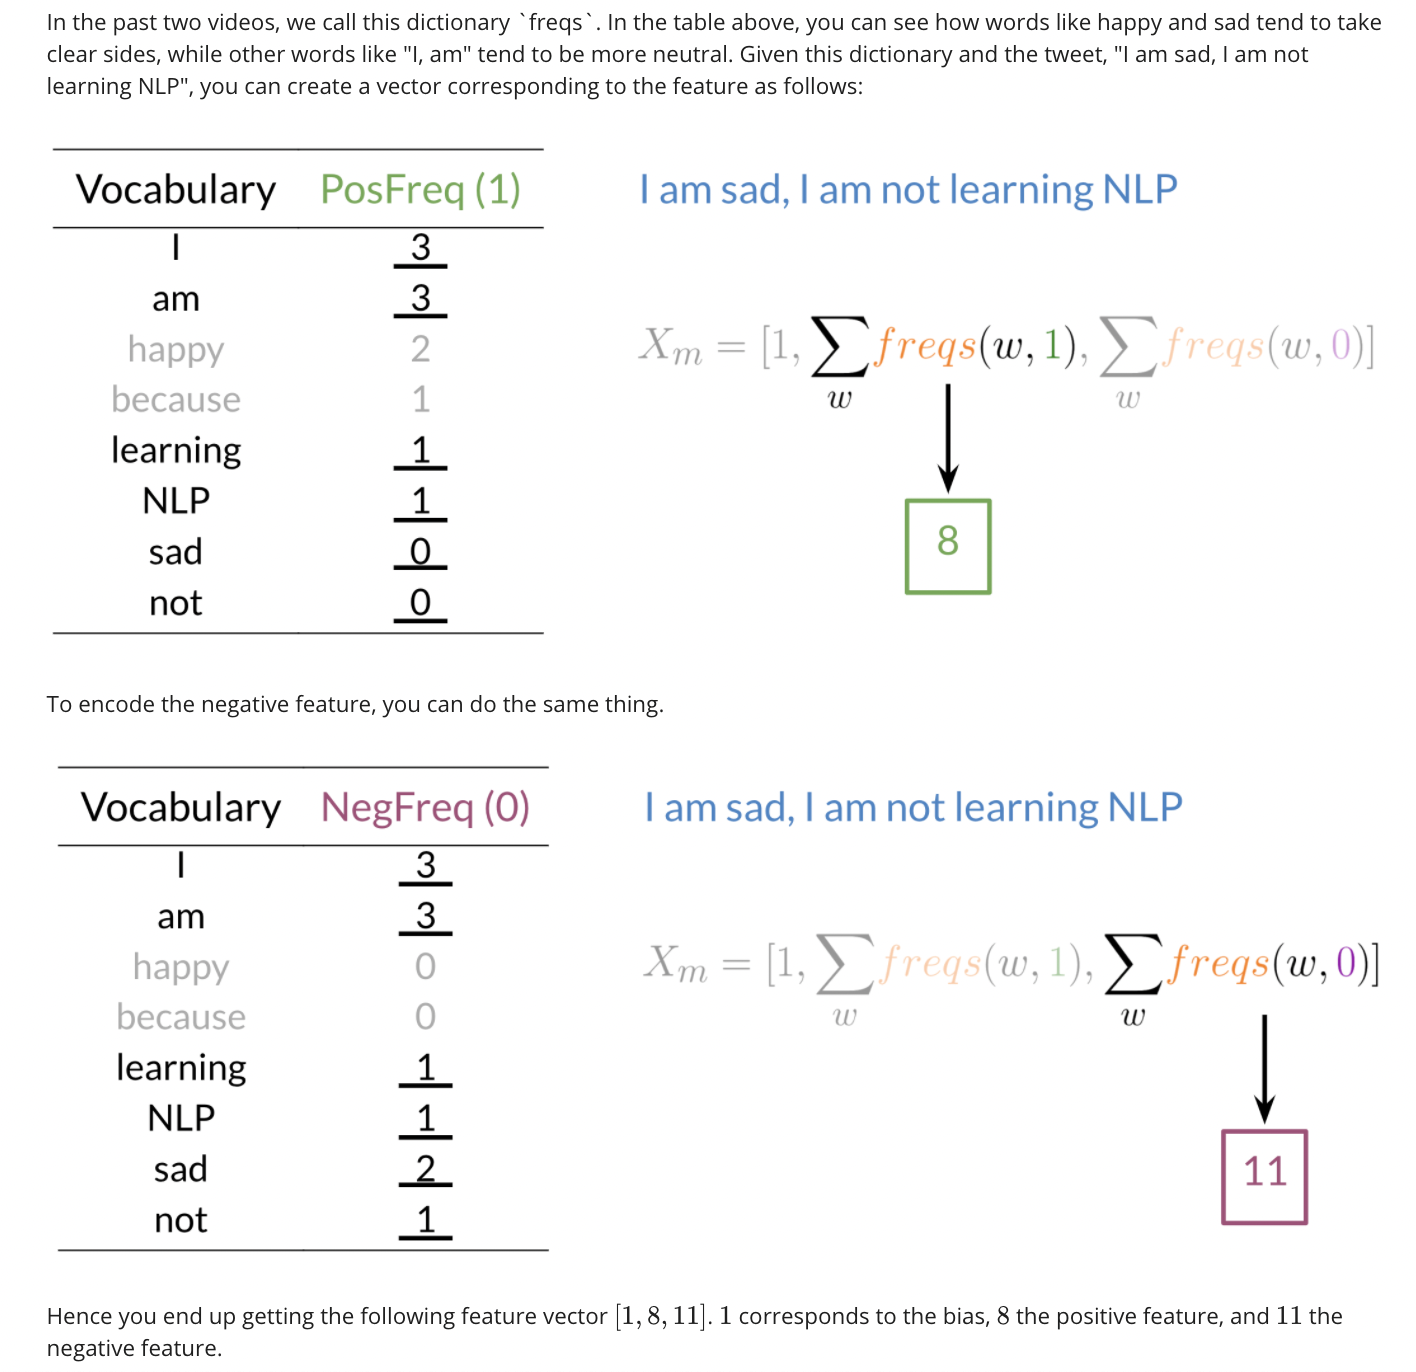 In the past two videos, we call this dictionary `freqs`. In the table above, you can see how words like happy and sad tend to take
clear sides, while other words like "I, am" tend to be more neutral. Given this dictionary and the tweet, "I am sad, I am not
learning NLP", you can create a vector corresponding to the feature as follows:
Vocabulary PosFreq (1)
I 3
am 3
happy 2
because 1
learning 1
NLP 1
sad 0
not 0
I am sad, I am not learning NLP
Xm = [1, ∑w freqs(w, 1), ∑w freqs(w, 0)]
8
To encode the negative feature, you can do the same thing.
Vocabulary NegFreq (0)
I 3
am 3
happy 0
because 0
learning 1
NLP 1
sad 2
not 1
I am sad, I am not learning NLP
Xm = [1, ∑w freqs(w, 1), ∑w freqs(w, 0)]
11
Hence you end up getting the following feature vector [1, 8, 11]. 1 corresponds to the bias, 8 the positive feature, and 11 the
negative feature.